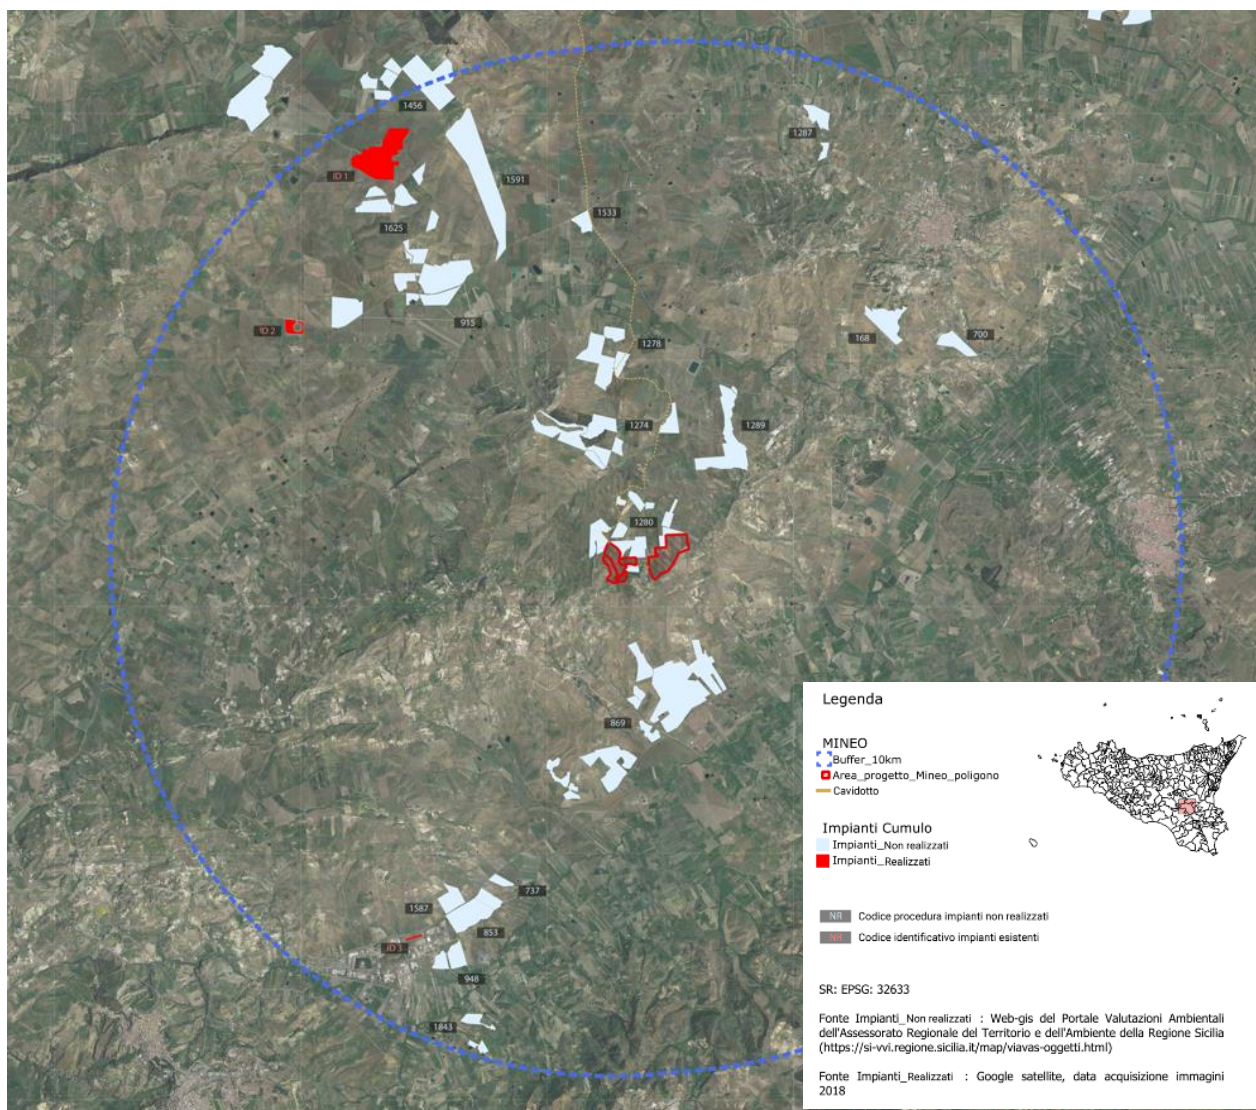 1456
1287
ID 1
1591
1533
1625
915
ID 2
1278
168
700
1274
1289
1280
869
737
1587
853
ID 3
948
1843
Legenda
MINEO
Buffer_10km
Area_progetto_Mineo_poligono
Cavidotto
Impianti Cumulo
Impianti_Non realizzati
Impianti_Realizzati
NR Codice procedura impianti non realizzati
NR Codice identificativo impianti esistenti
SR: EPSG: 32633
Fonte Impianti_Non realizzati : Web-gis del Portale Valutazioni Ambientali
dell'Assessorato Regionale del Territorio e dell'Ambiente della Regione Sicilia
(https://si-vvi.regione.sicilia.it/map/viavas-oggetti.html)
Fonte Impianti_Realizzati : Google satellite, data acquisizione immagini
2018